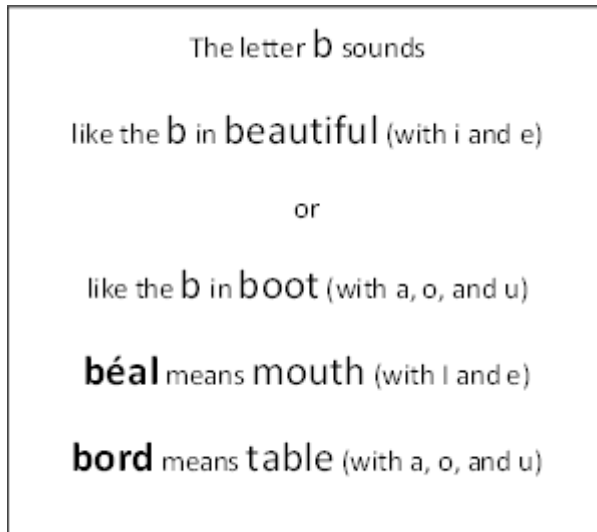 The letter b sounds
like the b in beautiful (with i and e)
or
like the b in boot (with a, o, and u)
béal means mouth (with I and e)
bord means table (with a, o, and u)